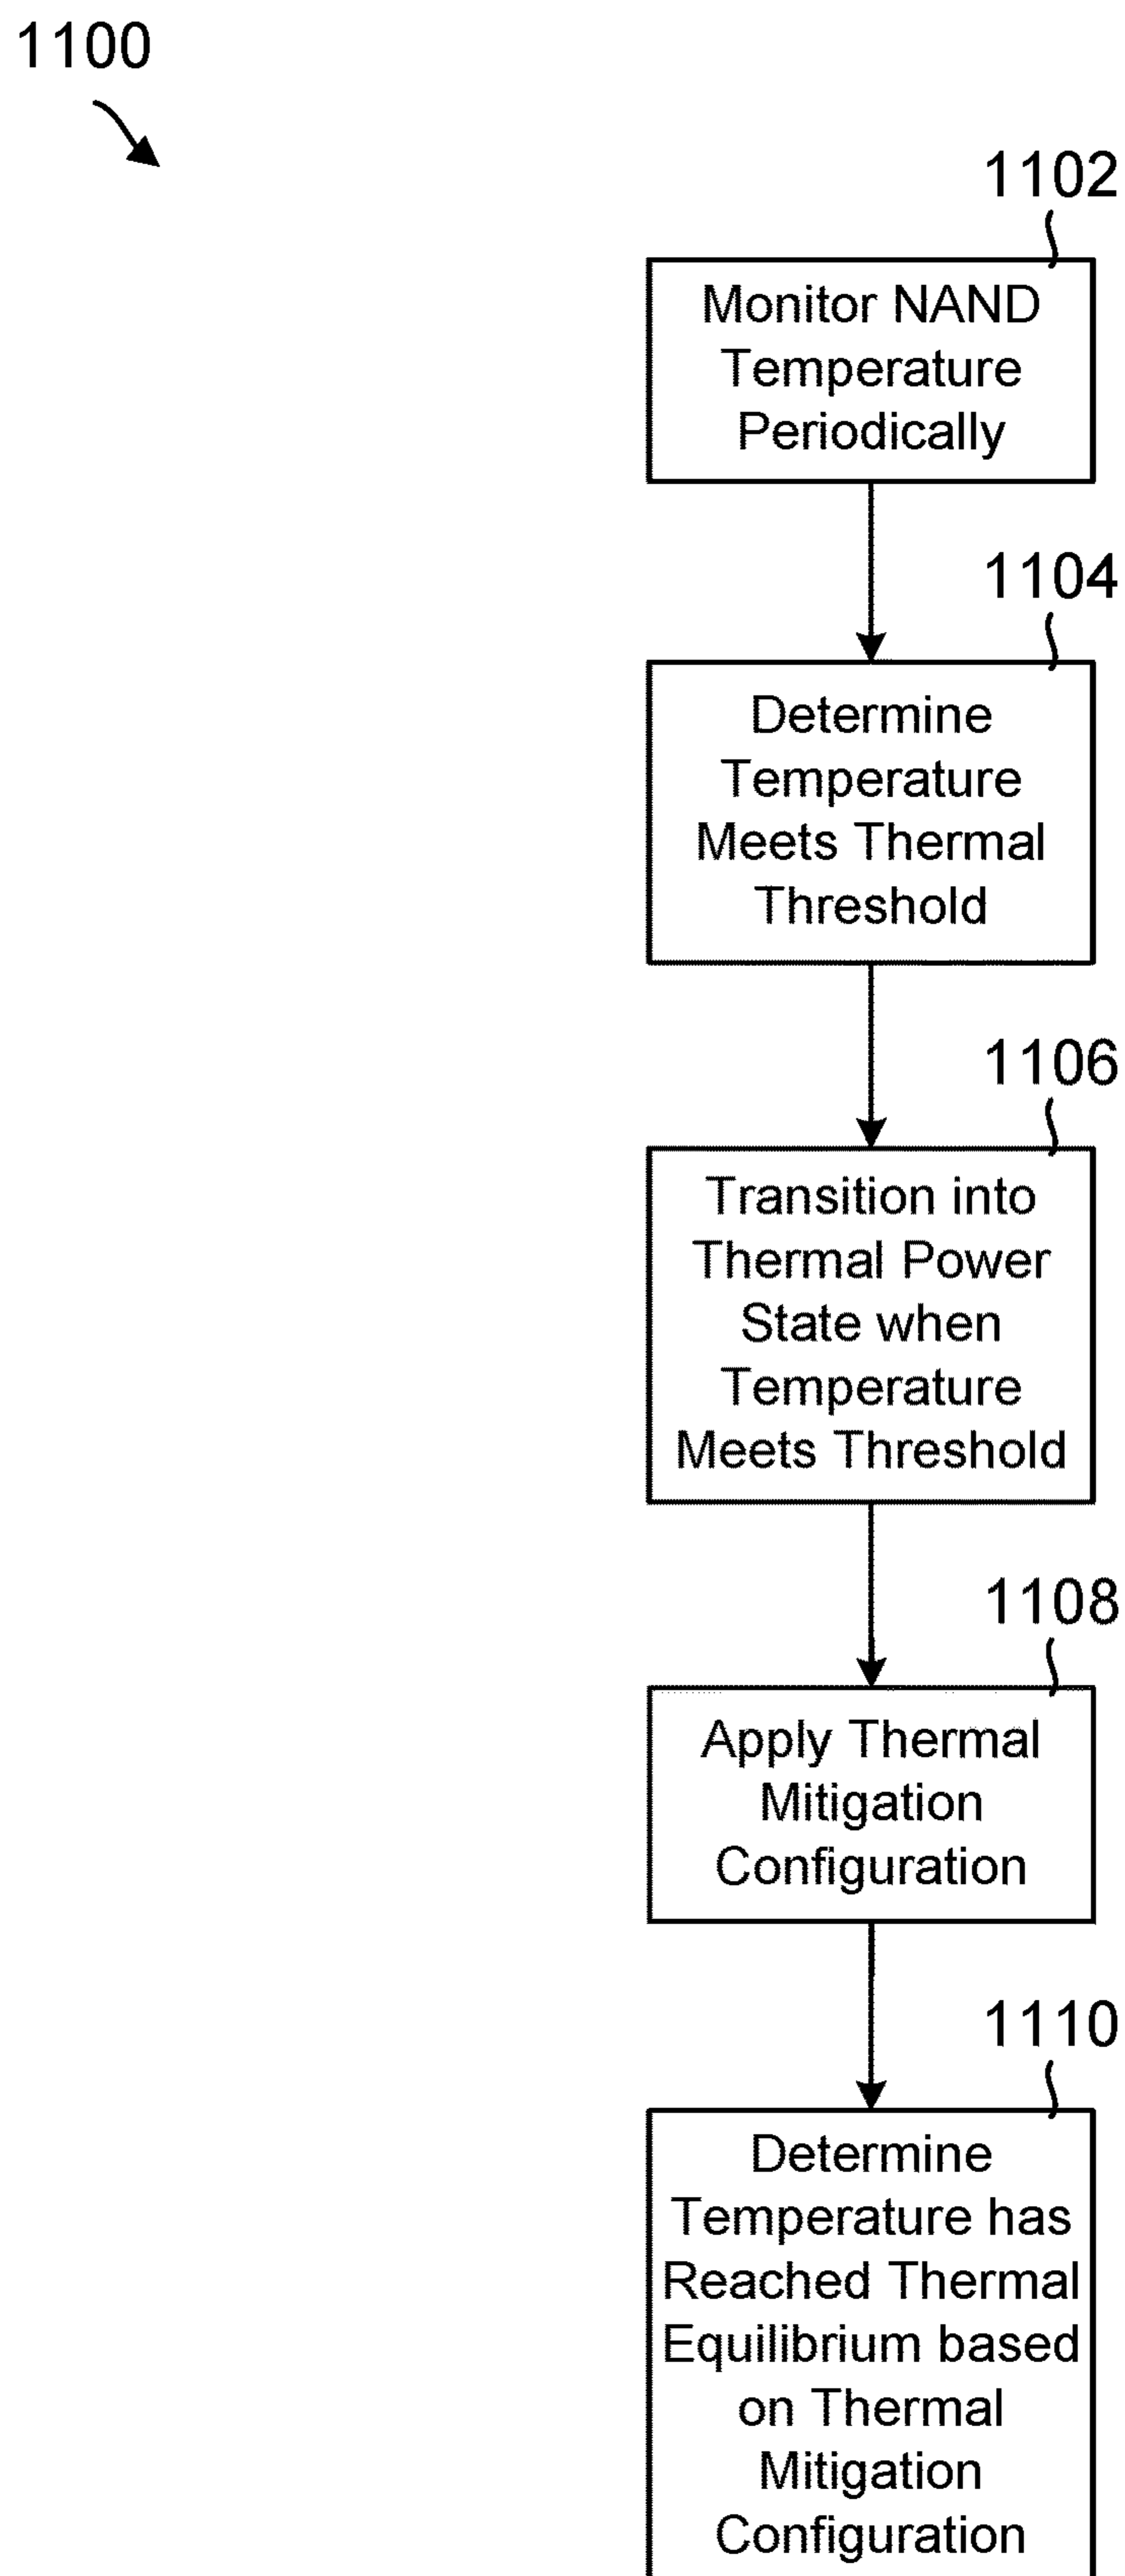 1100
1102
Monitor NAND
Temperature
Periodically
1104
Determine
Temperature
Meets Thermal
Threshold
1106
Transition into
Thermal Power
State when
Temperature
Meets Threshold
1108
Apply Thermal
Mitigation
Configuration
1110
Determine
Temperature has
Reached Thermal
Equilibrium based
on Thermal
Mitigation
Configuration